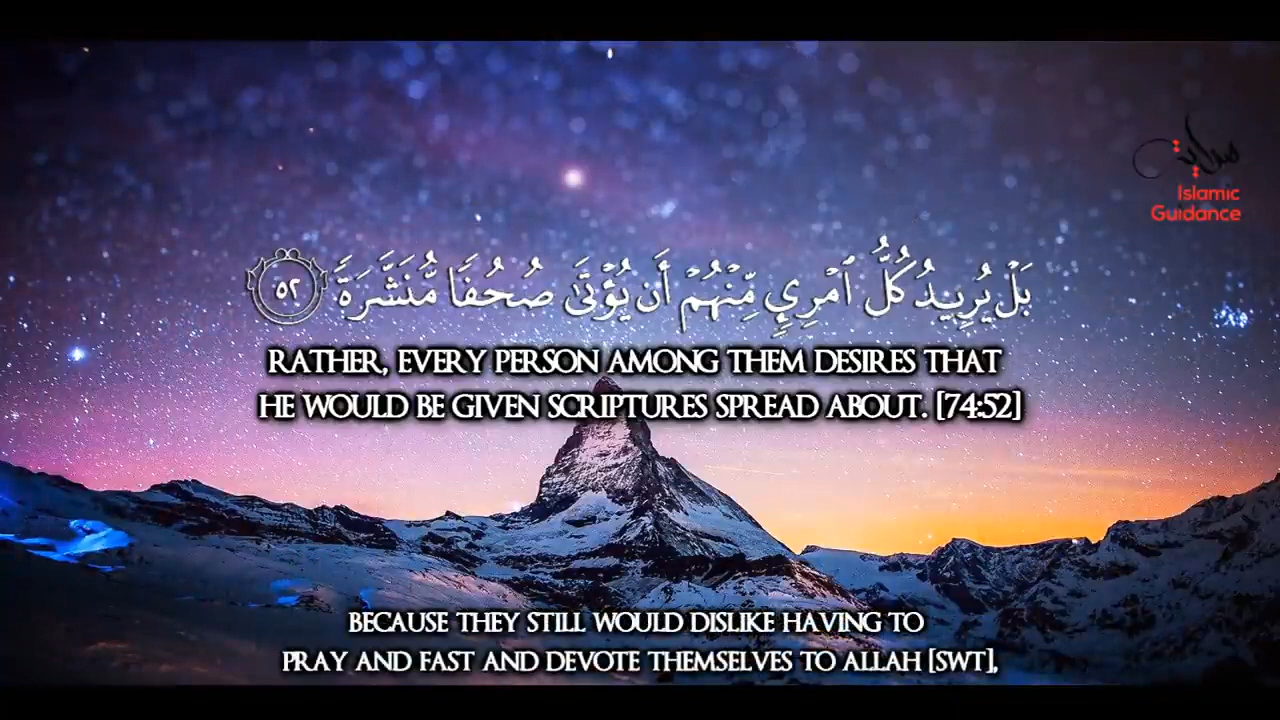 هداية
Islamic
Guidance
بَلْ يُرِيدُ كُلُّ ٱمْرِئٍ مِّنْهُمْ أَن يُؤْتَىٰ صُحُفًا مُّنَشَّرَةً ٥٢
RATHER, EVERY PERSON AMONG THEM DESIRES THAT
HE WOULD BE GIVEN SCRIPTURES SPREAD ABOUT. [74:52]
BECAUSE THEY STILL WOULD DISLIKE HAVING TO
PRAY AND FAST AND DEVOTE THEMSELVES TO ALLAH [SWT],